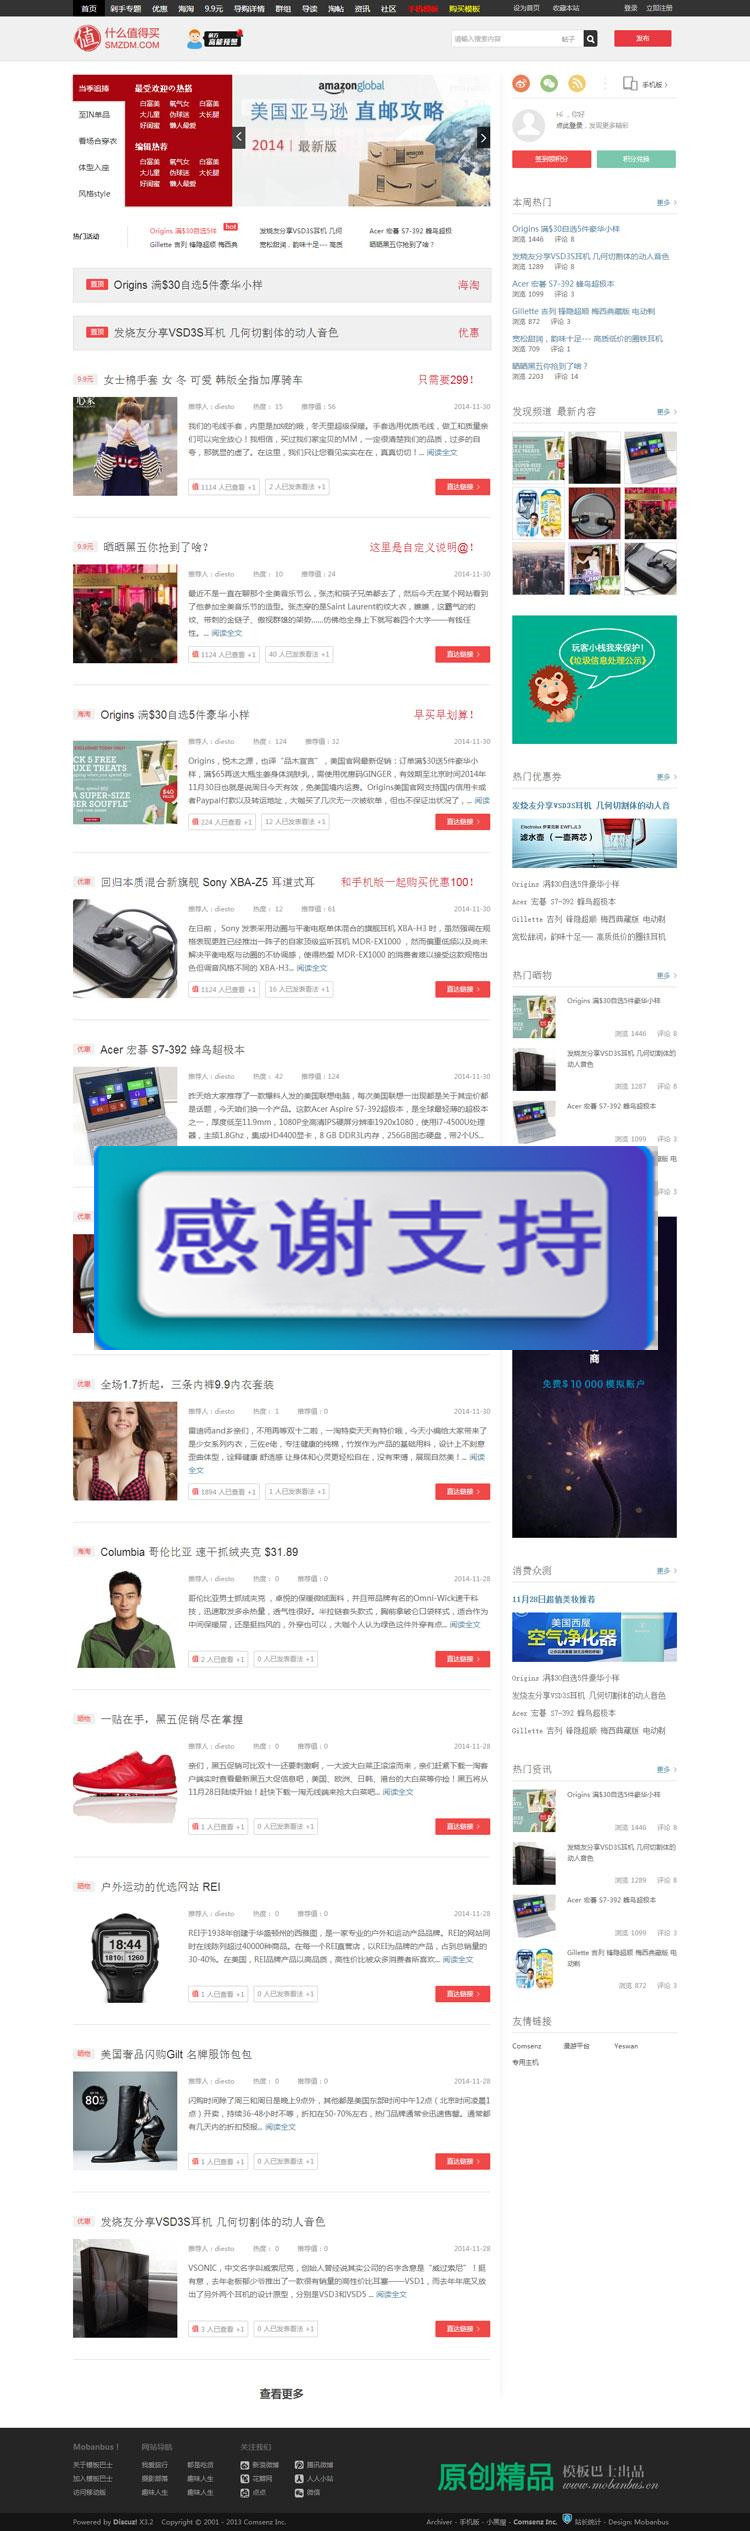 首页 到手专题 优惠 海淘 9.9元 导购详情 群组 导读 淘帖 资讯 社区 手机模板 购买模板 设为首页 收藏本站 登录 立即注册
值 什么值得买
SMZDM.COM
请输入搜索内容 帖子 发布
当季追捧
至IN单品
看场合穿衣
体型入座
风格style
最受欢迎の热搭
白富美 氧气女 白富美
大儿童 伪球迷 大长腿
好闺蜜 懒人最爱
编辑热荐
白富美 氧气女 白富美
大儿童 伪球迷 大长腿
好闺蜜 懒人最爱
amazonglobal
美国亚马逊 直邮攻略
2014 | 最新版
热门活动
Origins 满$30自选5件 hot 发烧友分享VSD3S耳机 几何 Acer 宏碁 S7-392 蜂鸟超极
Gillette 吉列 锋隐超顺 梅西典 宽松甜润，韵味十足--- 高质 晒晒黑五你抢到了啥？
置顶 Origins 满$30自选5件豪华小样 海淘
置顶 发烧友分享VSD3S耳机 几何切割体的动人音色 优惠
9.9元 女士棉手套 女 冬 可爱 韩版全指加厚骑车 只需要299！
推荐人：diesto 热度： 15 推荐值：56 2014-11-30
我们的毛线手套，内里是加绒的哦，冬天里超级保暖。手套选用优质毛线，做工和质量亲
们可以完全放心！我相信，买过我们家宝贝的MM，一定很清楚我们的品质，过多的自
夸，那就显的虚了。在这里，我们只让您看见实实在在，真真切切！... 阅读全文
值 1114 人已查看 +1 2 人已发表看法 +1 直达链接 >
9.9元 晒晒黑五你抢到了啥？ 这里是自定义说明@！
推荐人：diesto 热度： 10 推荐值：24 2014-11-30
最近不是一直在聊那个全美音乐节么，张杰和筷子兄弟都去了，然后今天在某个网站看到
了他参加全美音乐节的造型。张杰穿的是Saint Laurent豹纹大衣，瞧瞧，这霸气的豹
纹、带刺的金链子、傲视群雄的架势......仿佛他全身上下就写着四个大字——有钱任
性。... 阅读全文
值 1124 人已查看 +1 40 人已发表看法 +1 直达链接 >
海淘 Origins 满$30自选5件豪华小样 早买早划算！
推荐人：diesto 热度： 124 推荐值：32 2014-11-30
Origins，悦木之源，也译“品木宣言”，美国官网最新促销：订单满$30送5件豪华小
样，满$65再送大瓶生姜身体润肤乳，需使用优惠码GINGER，有效期至北京时间2014年
11月30日也就是说周日今天有效，免美国境内运费。Origins美国官网支持国内信用卡或
者Paypal付款以及转运地址，大咖买了几次无一次被砍单，但也不保证出状况了，... 阅读
值 224 人已查看 +1 12 人已发表看法 +1 直达链接 >
优惠 回归本质混合新旗舰 Sony XBA-Z5 耳道式耳 和手机版一起购买优惠100！
推荐人：diesto 热度： 12 推荐值：61 2014-11-30
在日前，Sony 发表采用动圈与平衡电枢单体混合的旗舰耳机 XBA-H3 时，虽然强调在规
格表现更胜已经推出一阵子的自家顶级监听耳机 MDR-EX1000 ，然而偏重低频以及尚未
解决平衡电枢与动圈的不协调感，使得热爱 MDR-EX1000 的消费者难以接受这款规格出
色但调音风格不同的 XBA-H3... 阅读全文
值 1124 人已查看 +1 16 人已发表看法 +1 直达链接 >
优惠 Acer 宏碁 S7-392 蜂鸟超极本
推荐人：diesto 热度： 42 推荐值：124 2014-11-30
昨天给大家推荐了一款爆料人发的美国联想电脑，每次美国联想一出现都是关于其定价都
是话题，今天咱们换一个产品。这款Acer Aspire S7-392超极本，是全球最轻薄的超极本
之一，厚度低至11.9mm，1080P全高清IPS硬屏分辨率1920x1080，使用i7-4500U处理
器，主频1.8Ghz，集成HD4400显卡，8 GB DDR3L内存，256GB固态硬盘，带2个US...
感谢支持
优惠
优惠 全场1.7折起，三条内裤9.9内衣套装
推荐人：diesto 热度： 1 推荐值：0 2014-11-30
雷迪师and乡亲们，不用再等双十二啦，一淘特卖天天有特价哦，今天小编给大家带来了
是少女系列内衣，三佐e佬，专注健康的纯棉，竹炭作为产品的基础用料，设计上不刻意
歪曲体型，诠释健康 舒适感 让身体和心灵更轻松自在，没有束缚，展现自然美！... 阅读
全文
值 1894 人已查看 +1 1 人已发表看法 +1 直达链接 >
海淘 Columbia 哥伦比亚 速干抓绒夹克 $31.89
推荐人：diesto 热度： 0 推荐值：0 2014-11-28
哥伦比亚男士抓绒夹克 ，卓悦的保暖微绒面料，并且带品牌有名的Omni-Wick速干科
技，迅速散发多余热量，透气性很好。半拉链套头款式，胸前拿破仑口袋样式，适合作为
中间保暖层，还是挺挡风的，外穿也可以，大咖个人认为绿色这件外穿有点... 阅读全文
值 2 人已查看 +1 0 人已发表看法 +1 直达链接 >
晒物 一贴在手，黑五促销尽在掌握
推荐人：diesto 热度： 0 推荐值：0 2014-11-28
亲们，黑五促销可比双十一还要刺激啊，一大波大白菜正滚滚而来，亲们赶紧下载一淘客
户端实时查看最新黑五大促信息吧，美国、欧洲、日韩、港台的大白菜等你捡！黑五将从
11月28日陆续开始！赶快下载一淘无线端来抢大白菜吧... 阅读全文
值 1 人已查看 +1 0 人已发表看法 +1 直达链接 >
晒物 户外运动的优选网站 REI
推荐人：diesto 热度： 0 推荐值：0 2014-11-28
REI于1938年创建于华盛顿州的西雅图，是一家专业的户外和运动产品品牌。REI的网站同
时在线陈列超过40000种商品。在每一个REI直营店，以REI为品牌的产品，占到总销量的
30-40%。在美国，REI品牌产品以高品质，高性价比被众多消费者所喜欢... 阅读全文
值 1 人已查看 +1 0 人已发表看法 +1 直达链接 >
晒物 美国奢品闪购Gilt 名牌服饰包包
推荐人：diesto 热度： 0 推荐值：0 2014-11-28
闪购时间除了周三和周日是晚上9点外，其他都是美国东部时间中午12点（北京时间凌晨1
点）开卖，持续36-48小时不等，折扣在50-70%左右，热门品牌通常会迅速售罄。通常都
有几天内的折扣预报... 阅读全文
值 1 人已查看 +1 0 人已发表看法 +1 直达链接 >
优惠 发烧友分享VSD3S耳机 几何切割体的动人音色
推荐人：diesto 热度： 0 推荐值：0 2014-11-28
VSONIC，中文名字叫威索尼克，创始人曾经说其实公司的名字含意是“威过索尼”！挺
有意，去年老板郁少爷推出了一款很有销量的高性价比耳塞——VSD1，而去年年底又放
出了另外两个耳机的设计原型，分别是VSD3和VSD5 ... 阅读全文
值 3 人已查看 +1 0 人已发表看法 +1 直达链接 >
查看更多
手机版 >
Hi ，你好
点此登录，发现更多精彩
签到领积分 积分兑换
本周热门 更多 >
Origins 满$30自选5件豪华小样
浏览 1446 评论 8
发烧友分享VSD3S耳机 几何切割体的动人音色
浏览 1289 评论 8
Acer 宏碁 S7-392 蜂鸟超极本
浏览 1099 评论 3
Gillette 吉列 锋隐超顺 梅西典藏版 电动剃
浏览 872 评论 3
宽松甜润，韵味十足--- 高质低价的圈铁耳机
浏览 709 评论 1
晒晒黑五你抢到了啥？
浏览 2203 评论 14
发现频道 最新内容 更多 >
玩客小栈我来保护！
《垃圾信息处理公示》
热门优惠劵 更多 >
发烧友分享VSD3S耳机 几何切割体的动人音
Electrolux 伊莱克斯 EWFLJL3
滤水壶 （一壶两芯）
Origins 满$30自选5件豪华小样
Acer 宏碁 S7-392 蜂鸟超极本
Gillette 吉列 锋隐超顺 梅西典藏版 电动剃
宽松甜润，韵味十足--- 高质低价的圈铁耳机
热门晒物 更多 >
Origins 满$30自选5件豪华小样
浏览 1446 评论 8
发烧友分享VSD3S耳机 几何切割体的
动人音色
浏览 1287 评论 8
Acer 宏碁 S7-392 蜂鸟超极本
浏览 1099 评论 3
版 电
评论 3
商
免费$10 000模拟账户
消费众测 更多 >
11月28日超值美妆推荐
美国西屋
空气净化器
Origins 满$30自选5件豪华小样
发烧友分享VSD3S耳机 几何切割体的动人音色
Acer 宏碁 S7-392 蜂鸟超极本
Gillette 吉列 锋隐超顺 梅西典藏版 电动剃
热门资讯 更多 >
Origins 满$30自选5件豪华小样
浏览 1446 评论 8
发烧友分享VSD3S耳机 几何切割体的
动人音色
浏览 1289 评论 8
Acer 宏碁 S7-392 蜂鸟超极本
浏览 1099 评论 3
Gillette 吉列 锋隐超顺 梅西典藏版 电
动剃
浏览 872 评论 3
友情链接
Comsenz 漫游平台 Yeswan
专用主机
Mobanbus！ 网站导航 关注我们
关于模板巴士 我爱旅行 都是吃货 新浪微博 腾讯微博
加入模板巴士 摄影部落 趣味人生 花瓣网 人人小站
访问移动版 趣味人生 趣味人生 点点 微信
原创精品 模板巴士出品
www.mobanbus.cn
Powered by Discuz! X3.2 Copyright © 2001 - 2013 Comsenz Inc. Archiver - 手机版 - 小黑屋 - Comsenz Inc. 站长统计 - Design: Mobanbus